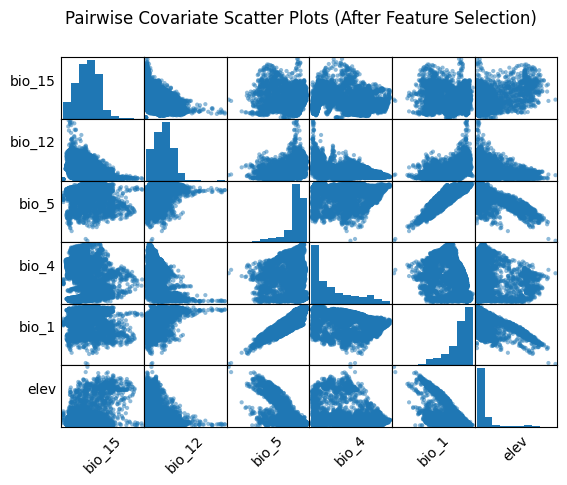 Pairwise Covariate Scatter Plots (After Feature Selection)
bio_15
bio_12
bio_5
bio_4
bio_1
elev
bio_15 bio_12 bio_5 bio_4 bio_1 elev